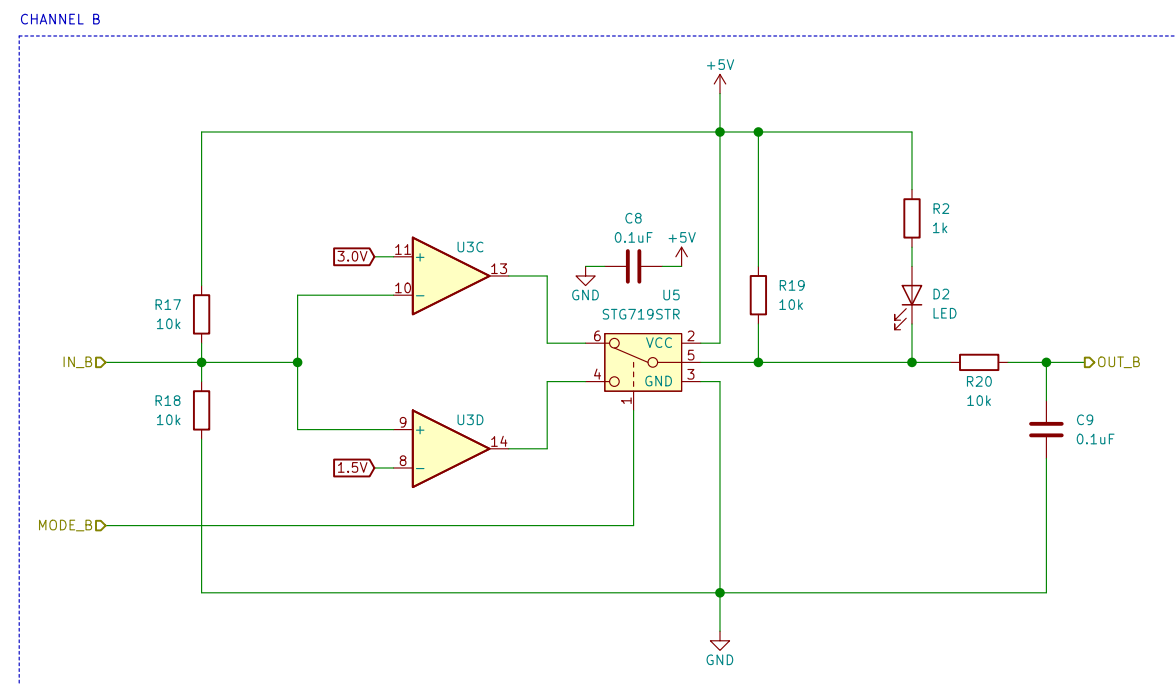 CHANNEL B
+5V
R2
1k
C8
0.1uF
+5V
3.0V
11
+
U3C
13
10
−
GND
U5
STG719STR
R19
10k
D2
LED
R17
10k
6
VCC
2
IN_B
5
OUT_B
4
GND
3
R20
10k
R18
10k
1
9
+
U3D
14
1.5V
8
−
C9
0.1uF
MODE_B
GND